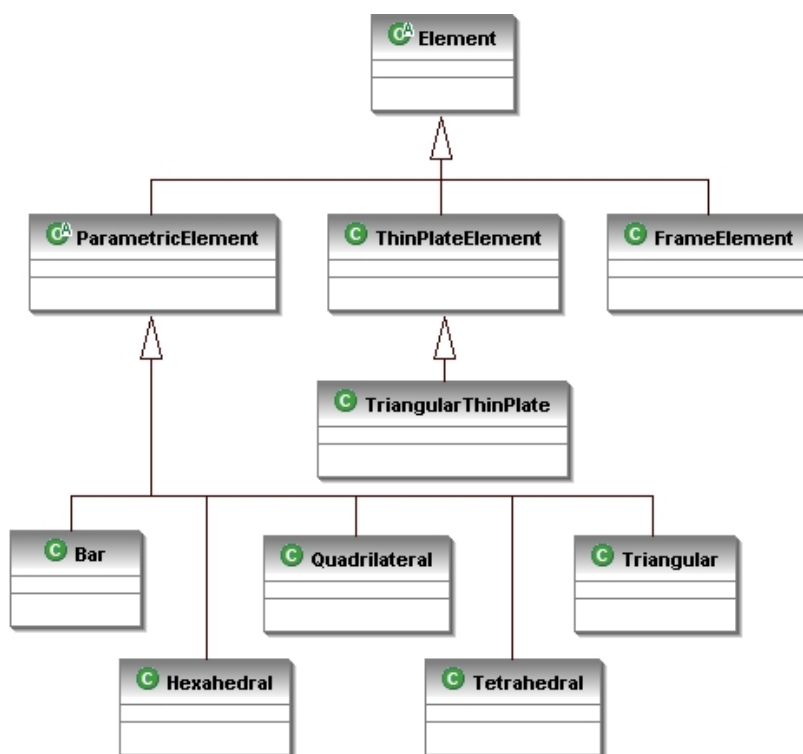 Element
ParametricElement
ThinPlateElement
FrameElement
TriangularThinPlate
Bar
Quadrilateral
Triangular
Hexahedral
Tetrahedral